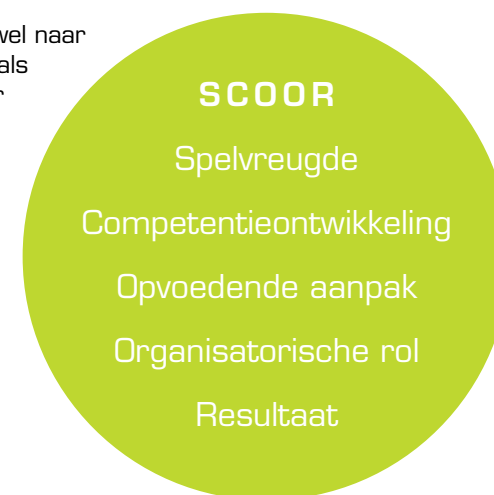 wel naar
als
SCOOR
Spelvreugde
Competentieontwikkeling
Opvoedende aanpak
Organisatorische rol
Resultaat